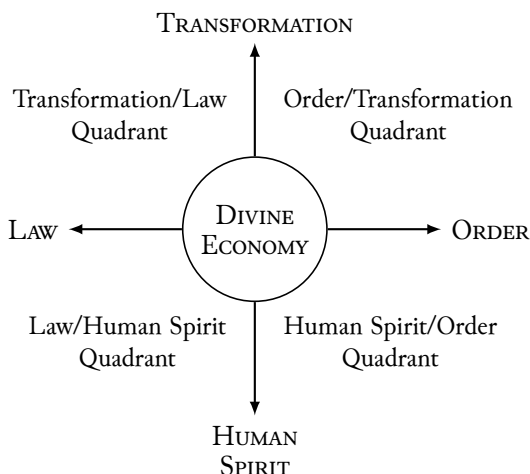 TRANSFORMATION
Transformation/Law
Quadrant
Order/Transformation
Quadrant
LAW
DIVINE
ECONOMY
ORDER
Law/Human Spirit
Quadrant
Human Spirit/Order
Quadrant
HUMAN
SPIRIT